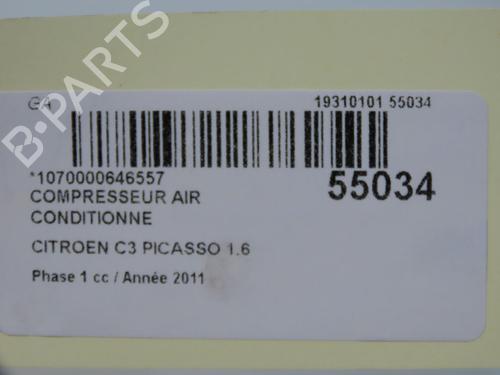 GA 19310101 55034
B-PARTS
*1070000646557
55034
COMPRESSEUR AIR
CONDITIONNE
CITROEN C3 PICASSO 1.6
Phase 1 cc / Année 2011